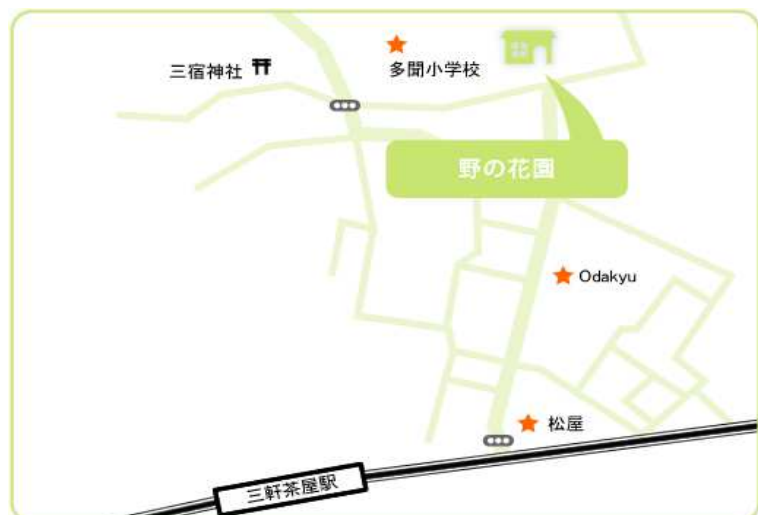 三宿神社
多聞小学校
野の花園
Odakyu
松屋
三軒茶屋駅